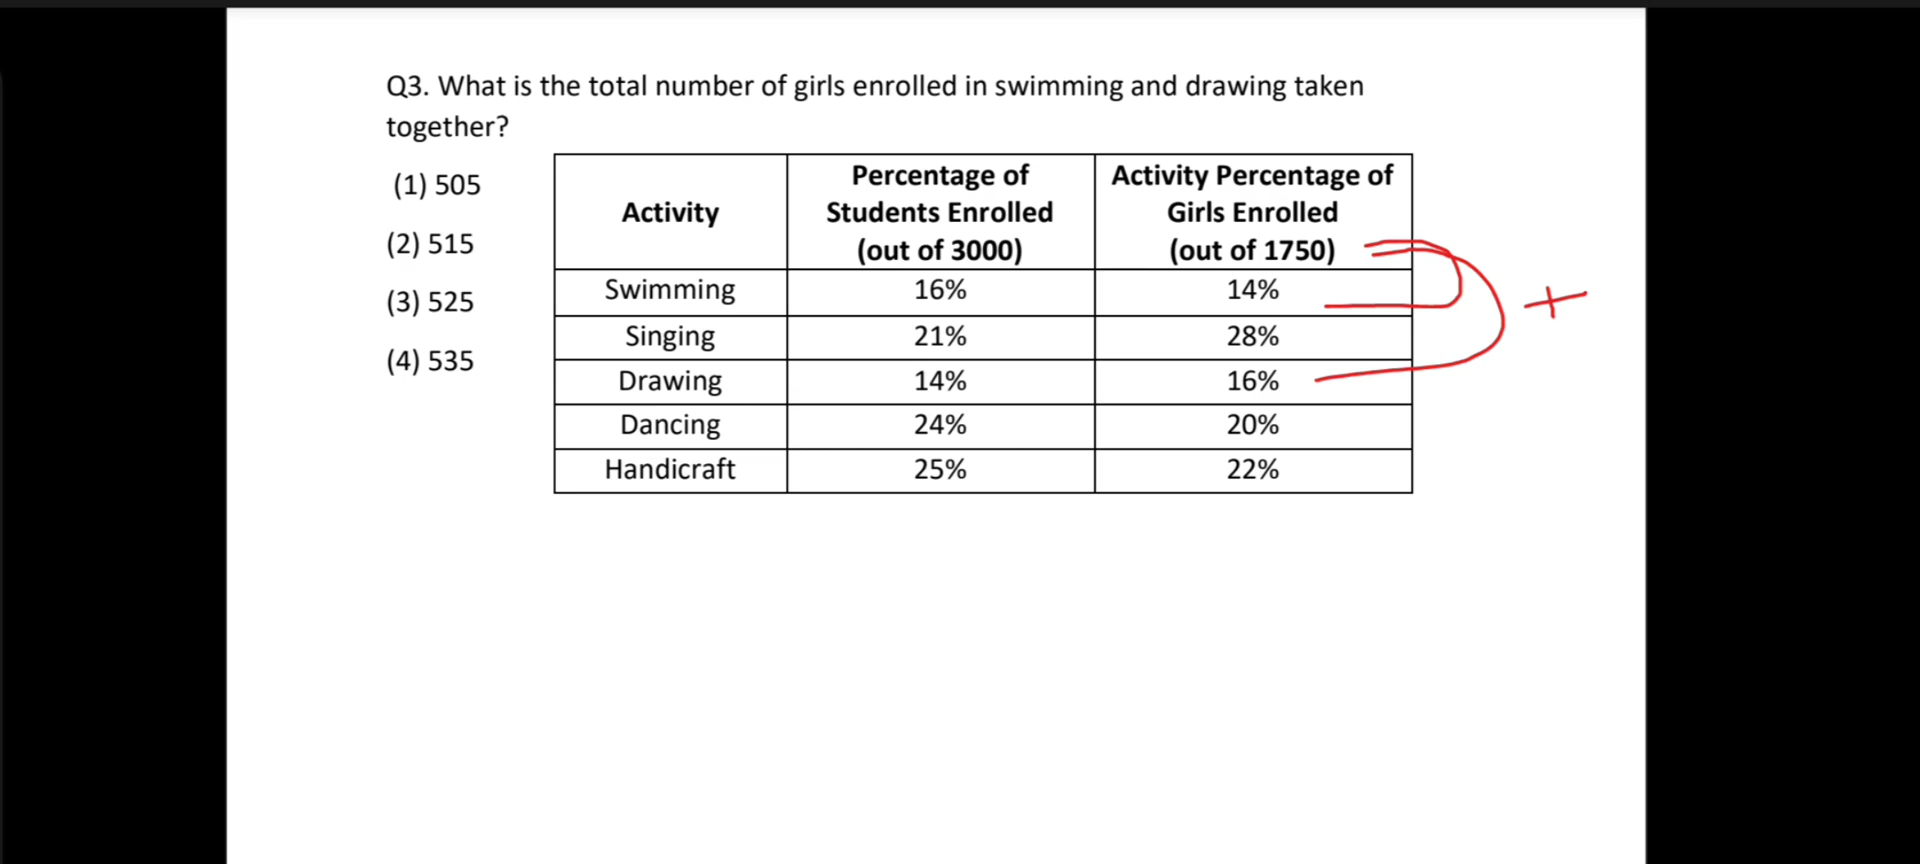 Q3. What is the total number of girls enrolled in swimming and drawing taken
together?
(1) 505
(2) 515
(3) 525
(4) 535
Activity
Percentage of
Students Enrolled
(out of 3000)
Activity Percentage of
Girls Enrolled
(out of 1750)
Swimming 16% 14%
Singing 21% 28%
Drawing 14% 16%
Dancing 24% 20%
Handicraft 25% 22%
+